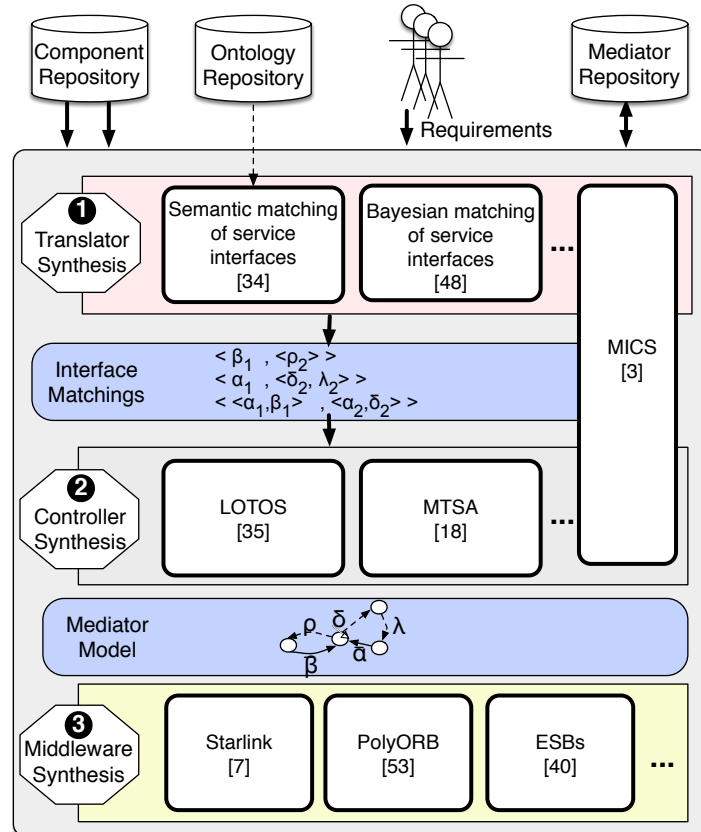 Component
Repository
Ontology
Repository
Mediator
Repository
Requirements
1
Translator
Synthesis
Semantic matching
of service
interfaces
[34]
Bayesian matching
of service
interfaces
[48]
...
MICS
[3]
Interface
Matchings
< β1 , <ρ2> >
< α1 , <δ2, λ2> >
< <α1,β1> , <α2,δ2> >
2
Controller
Synthesis
LOTOS
[35]
MTSA
[18]
...
Mediator
Model
ρ
δ
λ
β
α
3
Middleware
Synthesis
Starlink
[7]
PolyORB
[53]
ESBs
[40]
...